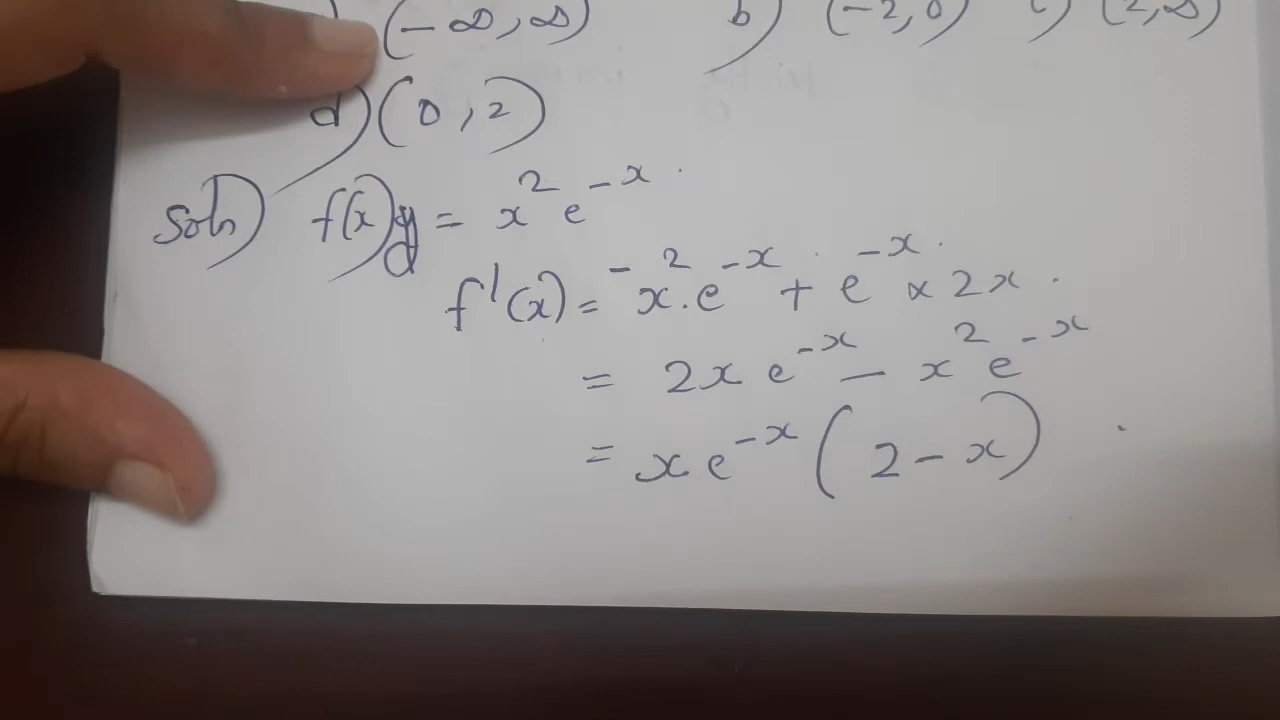 (-∞,∞) b) (-2,0) c) (2,∞)
d) (0,2)
Soln) f(x) y = x² e⁻ˣ.
f'(x) = -x².e⁻ˣ + e⁻ˣ × 2x.
= 2x e⁻ˣ - x² e⁻ˣ
= x e⁻ˣ (2-x)